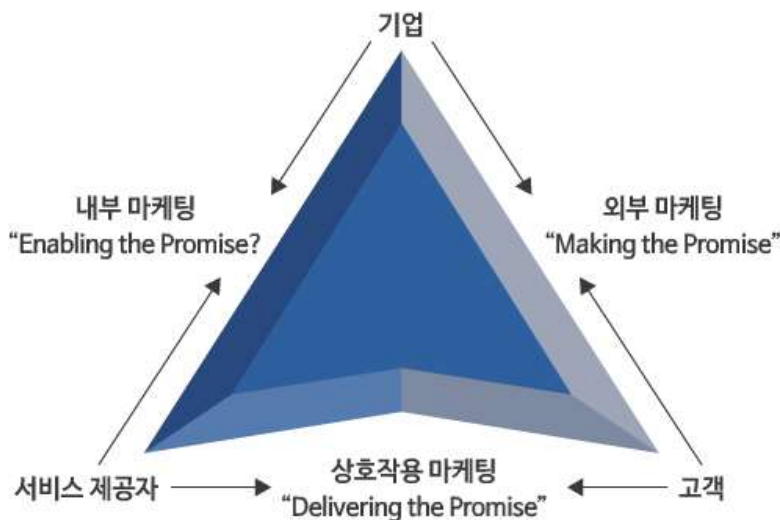 기업
내부 마케팅
“Enabling the Promise?
외부 마케팅
“Making the Promise”
서비스 제공자
상호작용 마케팅
“Delivering the Promise”
고객